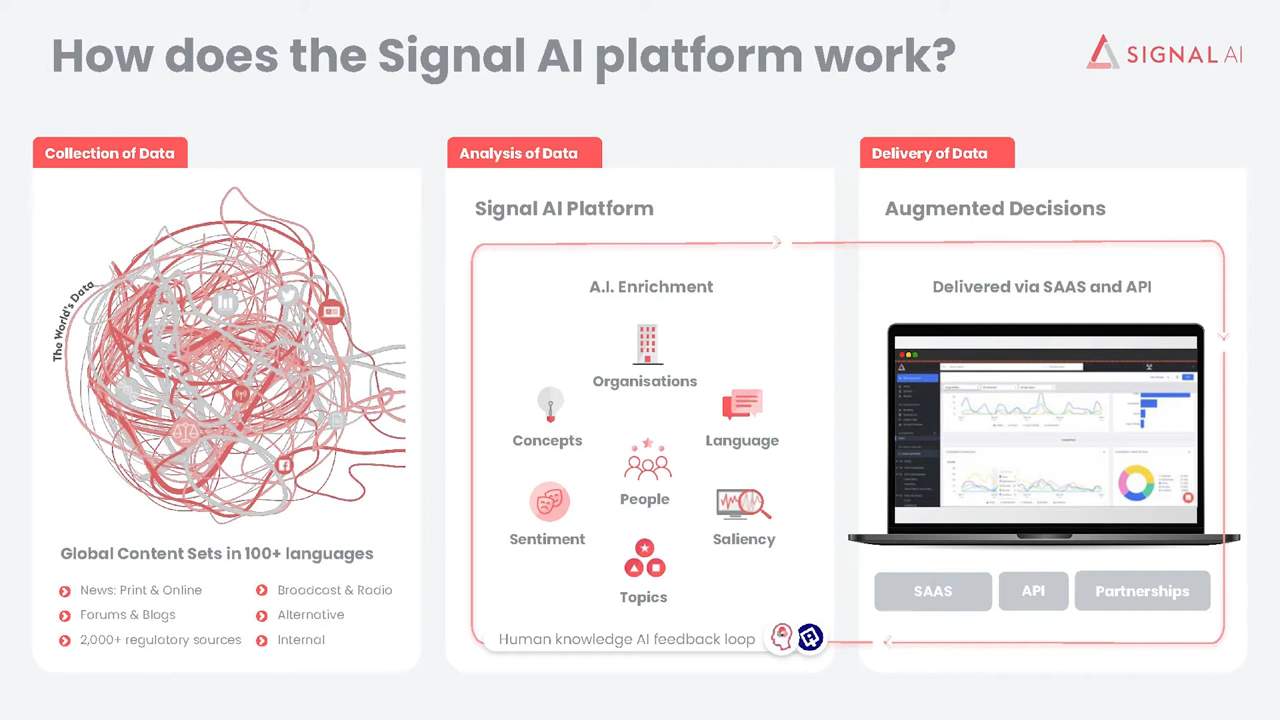 How does the Signal AI platform work?
SIGNAL AI
Collection of Data
The World's Data
Global Content Sets in 100+ languages
News: Print & Online
Forums & Blogs
2,000+ regulatory sources
Broadcast & Radio
Alternative
Internal
Analysis of Data
Signal AI Platform
A.I. Enrichment
Organisations
Concepts
Language
People
Sentiment
Saliency
Topics
Human knowledge AI feedback loop
Delivery of Data
Augmented Decisions
Delivered via SAAS and API
SAAS
API
Partnerships